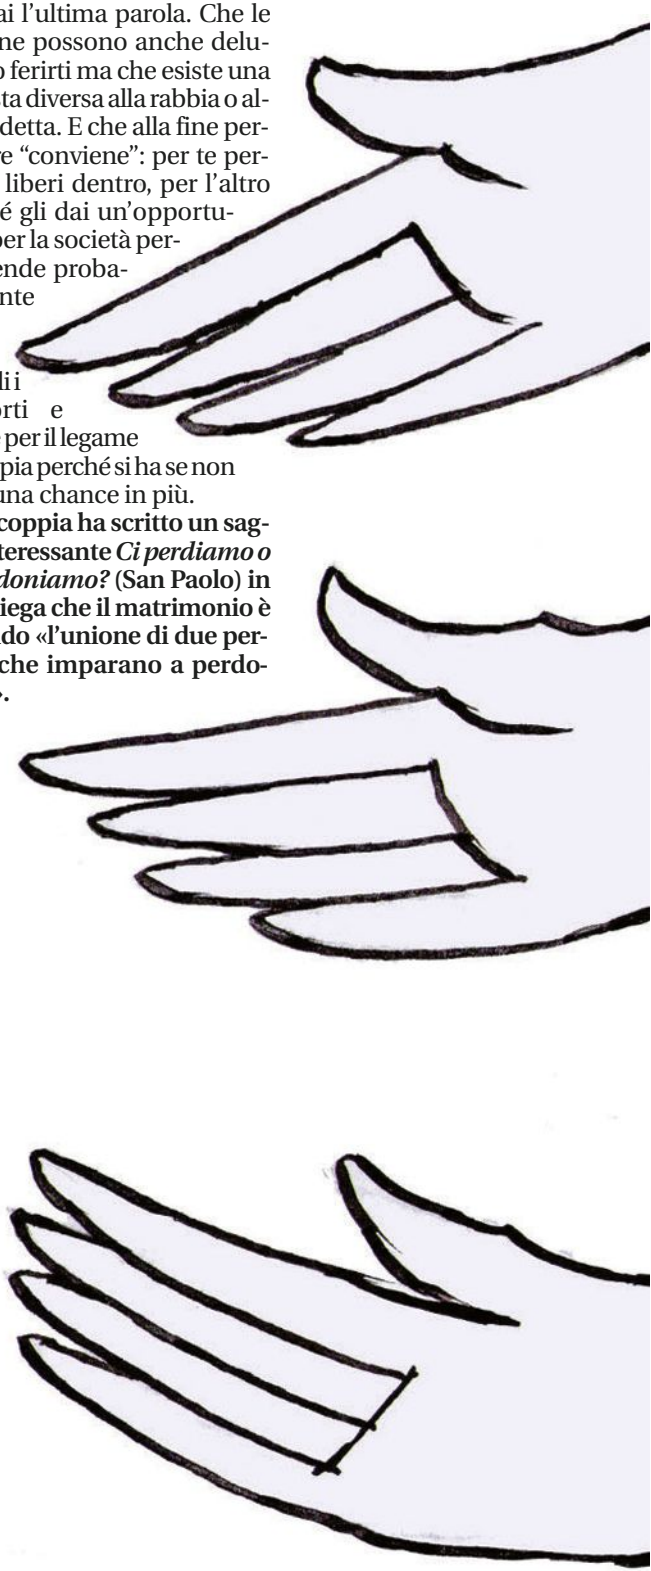 ai l’ultima parola. Che le
ne possono anche delu-
o ferirti ma che esiste una
sta diversa alla rabbia o al-
detta. E che alla fine per-
re “conviene”: per te per-
liberi dentro, per l’altro
é gli dai un’opportu-
per la società per-
ende proba-
nte
li i
orti e
e per il legame
pia perché si ha se non
una chance in più.
coppia ha scritto un sag-
nteressante Ci perdiamo o
doniamo? (San Paolo) in
iega che il matrimonio è
do «l’unione di due per-
che imparano a perdo-
».